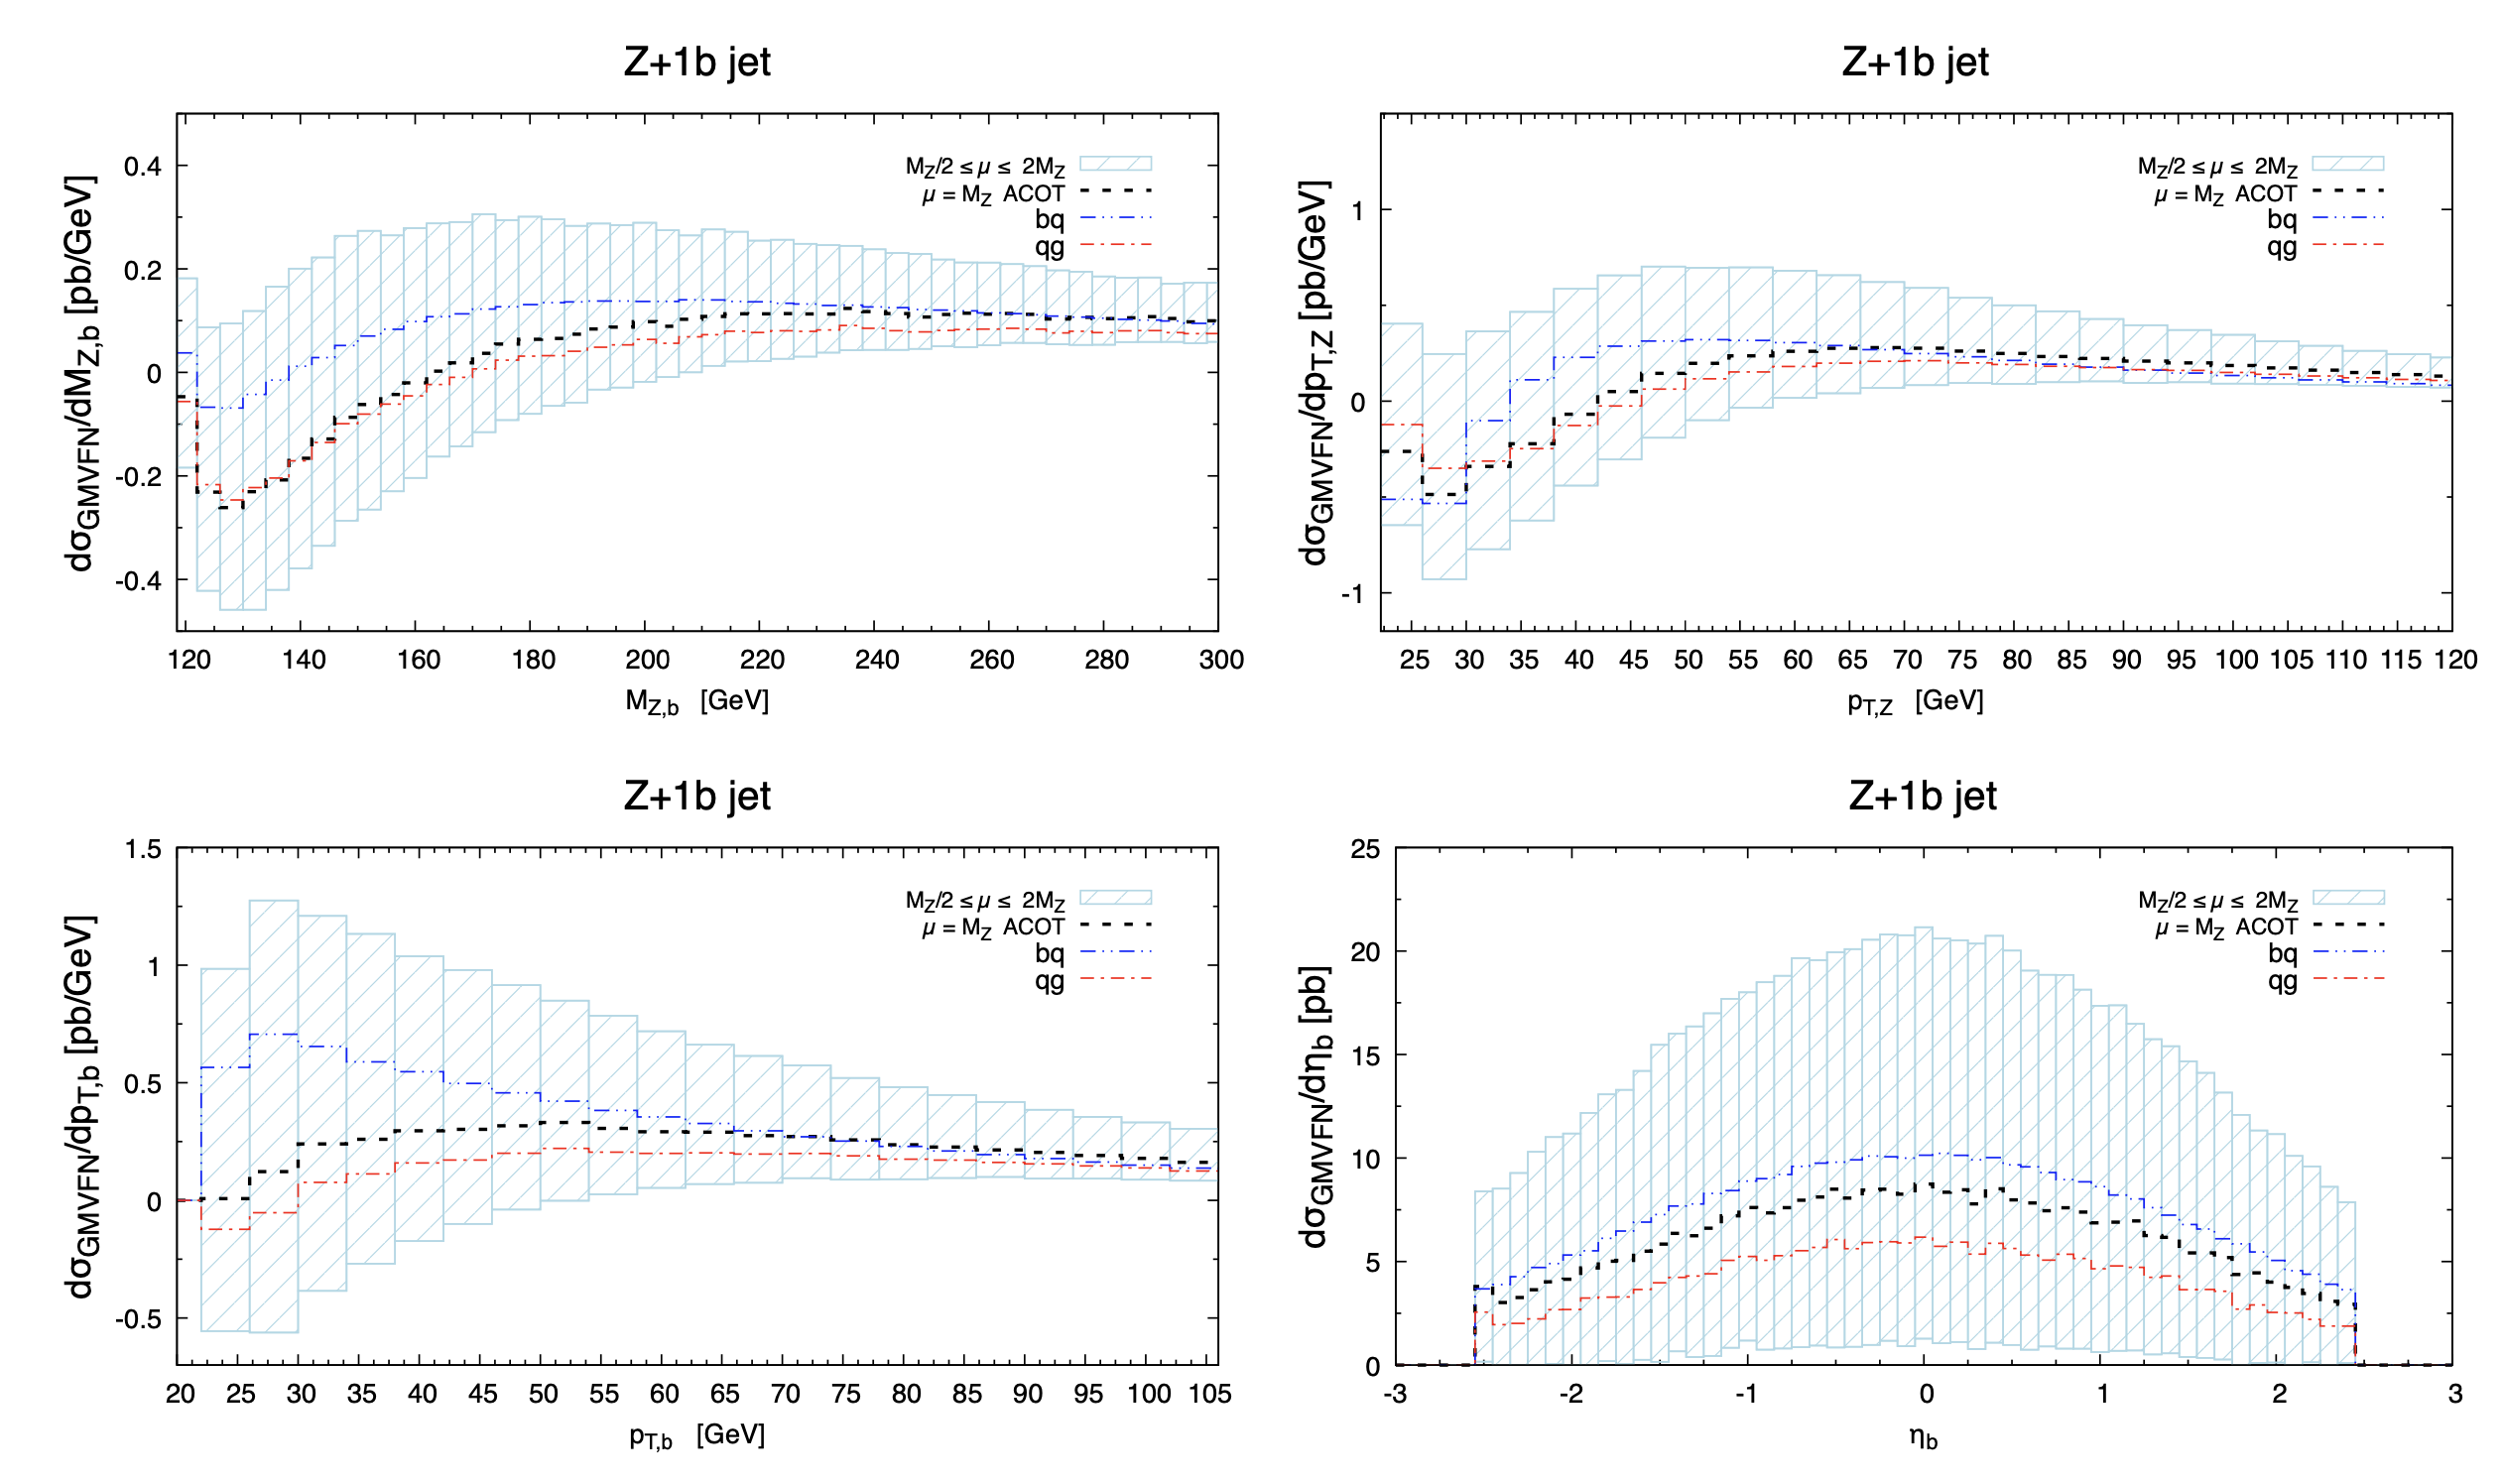 Z+1b jet
dσGMVFN/dMZ,b [pb/GeV]
0.4
0.2
0
-0.2
-0.4
MZ/2 ≤ μ ≤ 2MZ
μ = MZ ACOT
bq
qg
120 140 160 180 200 220 240 260 280 300
MZ,b [GeV]
Z+1b jet
dσGMVFN/dpT,Z [pb/GeV]
1
0
-1
MZ/2 ≤ μ ≤ 2MZ
μ = MZ ACOT
bq
qg
25 30 35 40 45 50 55 60 65 70 75 80 85 90 95 100 105 110 115 120
pT,Z [GeV]
Z+1b jet
dσGMVFN/dpT,b [pb/GeV]
1.5
1
0.5
0
-0.5
MZ/2 ≤ μ ≤ 2MZ
μ = MZ ACOT
bq
qg
20 25 30 35 40 45 50 55 60 65 70 75 80 85 90 95 100 105
pT,b [GeV]
Z+1b jet
dσGMVFN/dηb [pb]
25
20
15
10
5
0
MZ/2 ≤ μ ≤ 2MZ
μ = MZ ACOT
bq
qg
-3 -2 -1 0 1 2 3
ηb